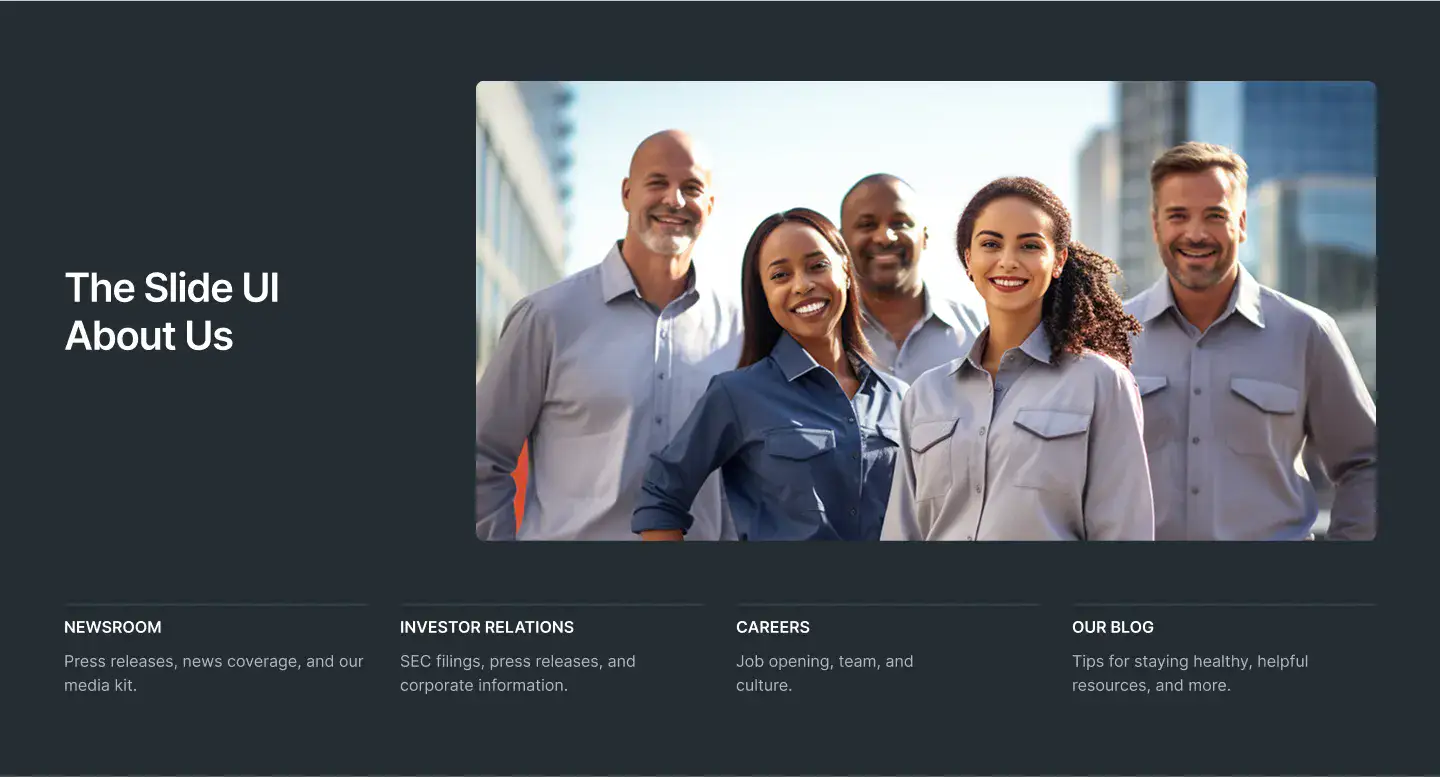 The Slide UI
About Us
NEWSROOM
Press releases, news coverage, and our
media kit.
INVESTOR RELATIONS
SEC filings, press releases, and
corporate information.
CAREERS
Job opening, team, and
culture.
OUR BLOG
Tips for staying healthy, helpful
resources, and more.